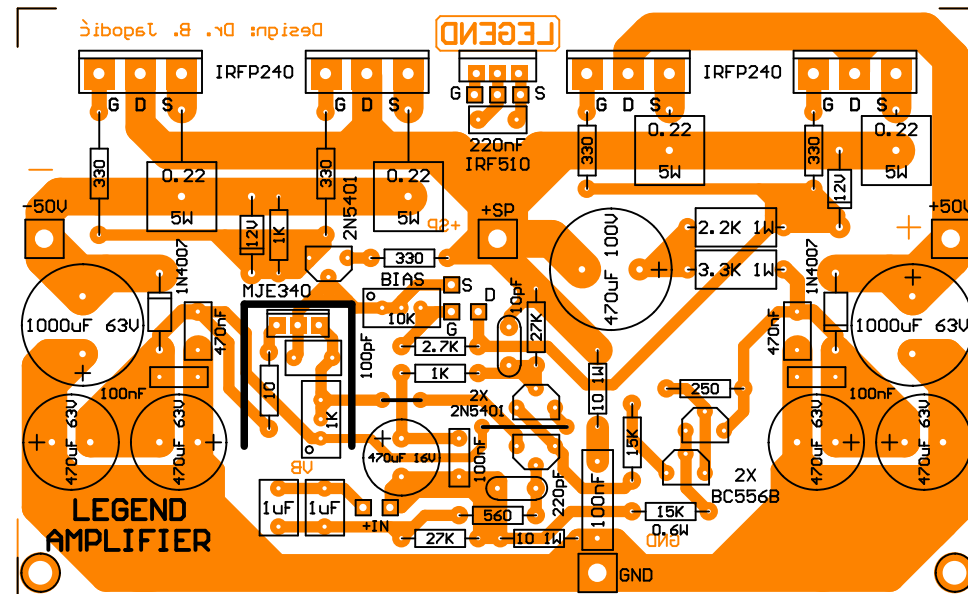 Design: Dr. B. Jagodić
LEGEND
IRFP240
IRFP240
G D S
G D S
G S
G D S
G D S
220nF
IRF510
330
0.22
5W
330
0.22
5W
330
0.22
5W
330
0.22
5W
12V
-50V
+SP
+SP
+50V
12V
1K
2N5401
2.2K 1W
3.3K 1W
470uF 100V
330
BIAS
10K
S
D
G
MJE340
1N4007
1N4007
1000uF 63V
1000uF 63V
470nF
470nF
10pF
27K
2.7K
1K
100pF
10
1K
10 1W
250
100nF
100nF
2X
2N5401
470uF 63V
470uF 63V
470uF 63V
470uF 63V
470uF 16V
100nF
15K
2X
BC556B
VB
220pF
100nF
1uF
1uF
+IN
560
15K
0.6W
27K
10 1W
GND
GND
LEGEND
AMPLIFIER